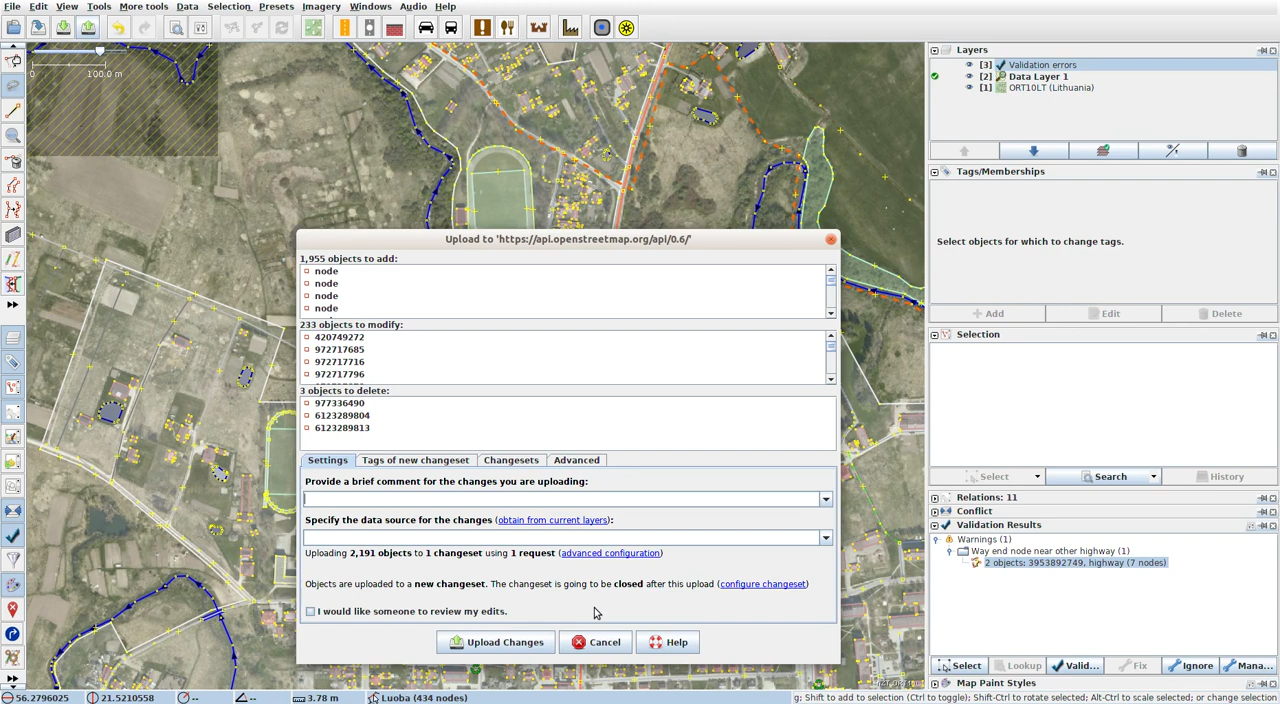 File Edit View Tools More tools Data Selection Presets Imagery Windows Audio Help
0 100.0 m
Layers
[3] Validation errors
[2] Data Layer 1
[1] ORT10LT (Lithuania)
Tags/Memberships
Select objects for which to change tags.
Add Edit Delete
Selection
Select Search History
Relations: 11
Conflict
Validation Results
Warnings (1)
Way end node near other highway (1)
2 objects: 3953892749, highway (7 nodes)
Select Lookup Valid... Fix Ignore Mana...
Map Paint Styles
Upload to 'https://api.openstreetmap.org/api/0.6/'
1,955 objects to add:
node
node
node
node
233 objects to modify:
420749272
972717685
972717716
972717796
3 objects to delete:
977336490
6123289804
6123289813
Settings Tags of new changeset Changesets Advanced
Provide a brief comment for the changes you are uploading:
Specify the data source for the changes (obtain from current layers):
Uploading 2,191 objects to 1 changeset using 1 request (advanced configuration)
Objects are uploaded to a new changeset. The changeset is going to be closed after this upload (configure changeset)
I would like someone to review my edits.
Upload Changes Cancel Help
56.2796025 21.5210558 -- -- 3.78 m Luoba (434 nodes)
g; Shift to add to selection (Ctrl to toggle); Shift-Ctrl to rotate selected; Alt-Ctrl to scale selected; or change selection